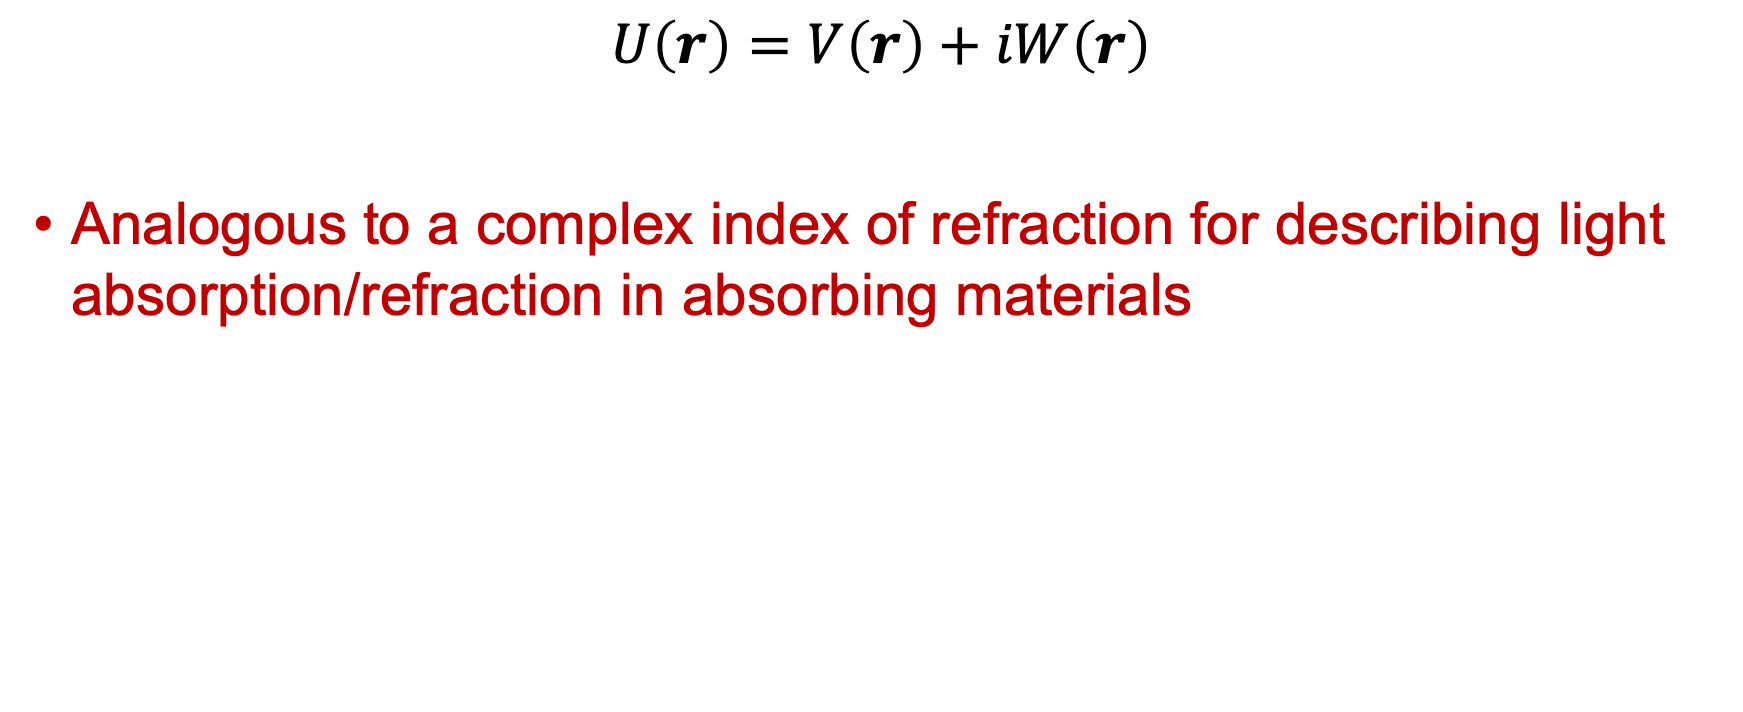 U(r) = V(r) + iW(r)
• Analogous to a complex index of refraction for describing light
absorption/refraction in absorbing materials